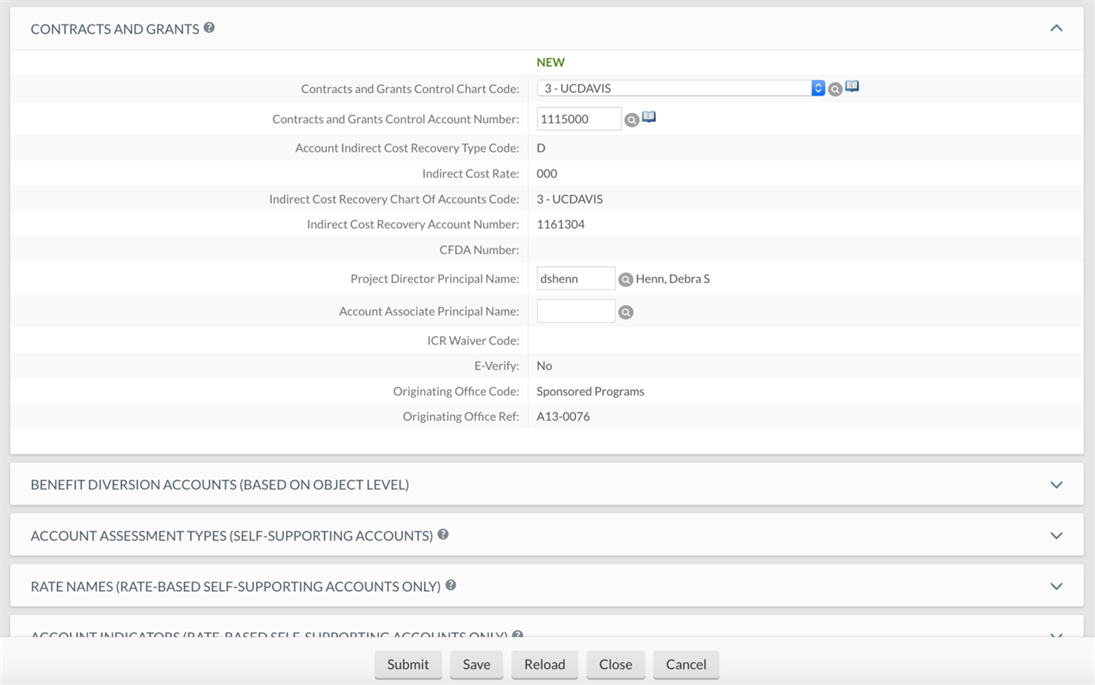 CONTRACTS AND GRANTS ?
NEW
Contracts and Grants Control Chart Code: 3 - UCDAVIS
Contracts and Grants Control Account Number: 1115000
Account Indirect Cost Recovery Type Code: D
Indirect Cost Rate: 000
Indirect Cost Recovery Chart Of Accounts Code: 3 - UCDAVIS
Indirect Cost Recovery Account Number: 1161304
CFDA Number:
Project Director Principal Name: dshenn Henn, Debra S
Account Associate Principal Name:
ICR Waiver Code:
E-Verify: No
Originating Office Code: Sponsored Programs
Originating Office Ref: A13-0076
BENEFIT DIVERSION ACCOUNTS (BASED ON OBJECT LEVEL)
ACCOUNT ASSESSMENT TYPES (SELF-SUPPORTING ACCOUNTS) ?
RATE NAMES (RATE-BASED SELF-SUPPORTING ACCOUNTS ONLY) ?
ACCOUNT INDICATORS (RATE-BASED SELF-SUPPORTING ACCOUNTS ONLY) ?
Submit Save Reload Close Cancel